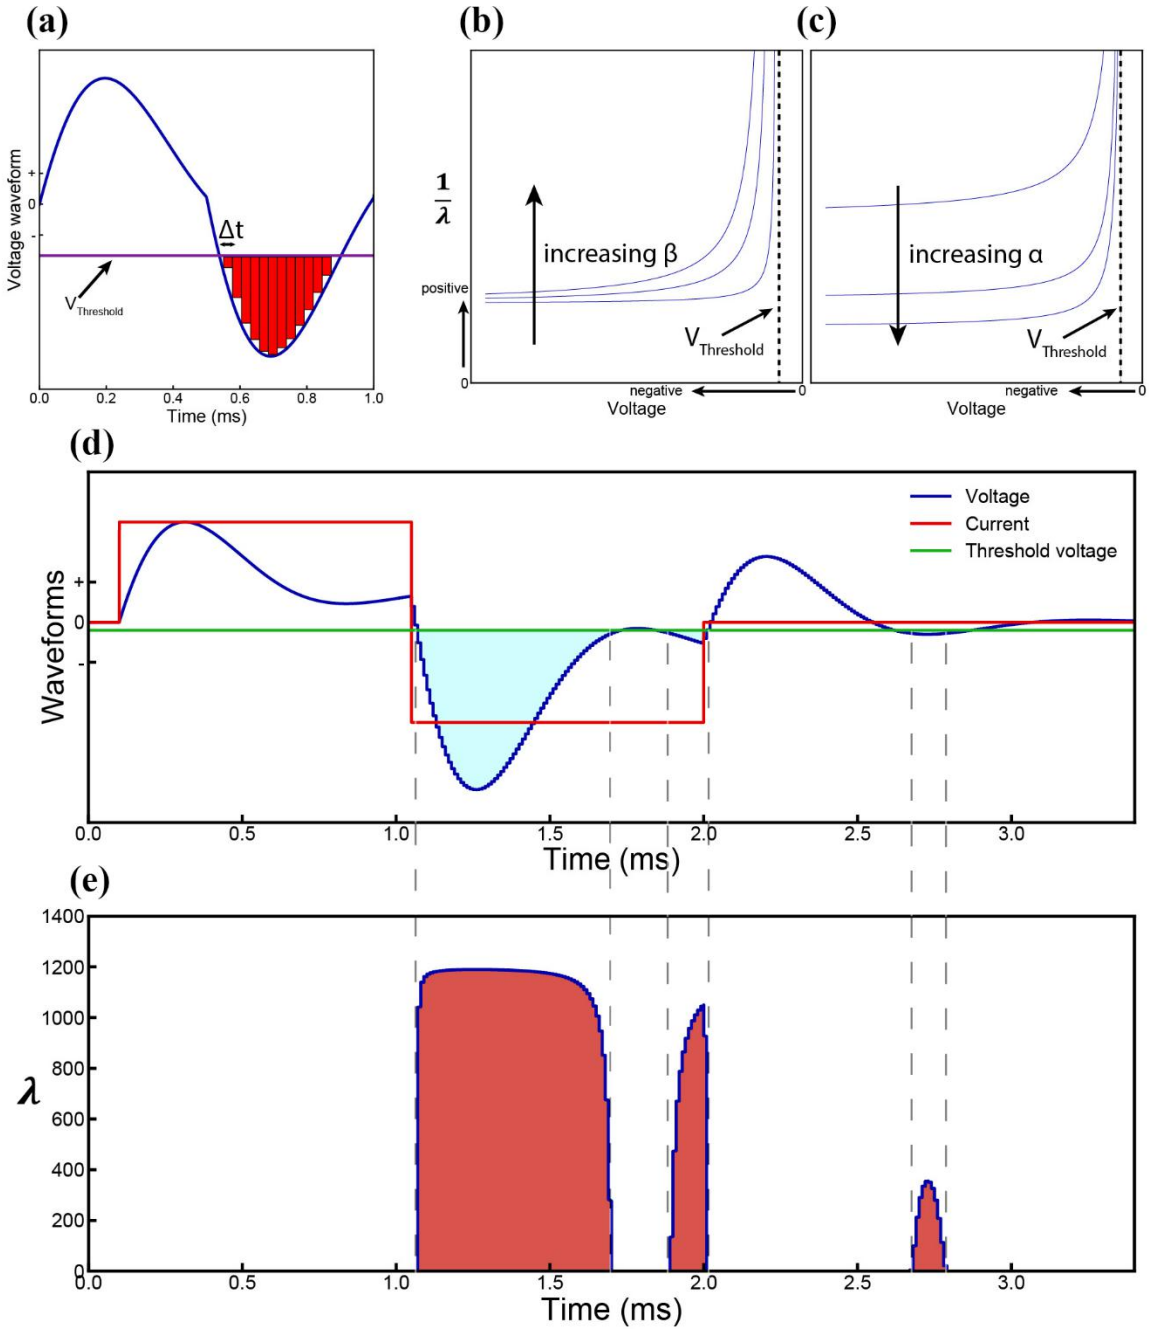 (a)
(b)
(c)
Voltage waveform
+
0
-
Δt
V Threshold
0.0 0.2 0.4 0.6 0.8 1.0
Time (ms)
1/λ
positive
0
increasing β
V Threshold
negative 0
Voltage
increasing α
V Threshold
negative 0
Voltage
(d)
Waveforms
+
0
-
Voltage
Current
Threshold voltage
0.0 0.5 1.0 1.5 2.0 2.5 3.0
Time (ms)
(e)
λ
1400
1200
1000
800
600
400
200
0
0.0 0.5 1.0 1.5 2.0 2.5 3.0
Time (ms)